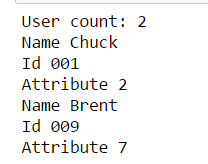 User count: 2
Name Chuck
Id 001
Attribute 2
Name Brent
Id 009
Attribute 7